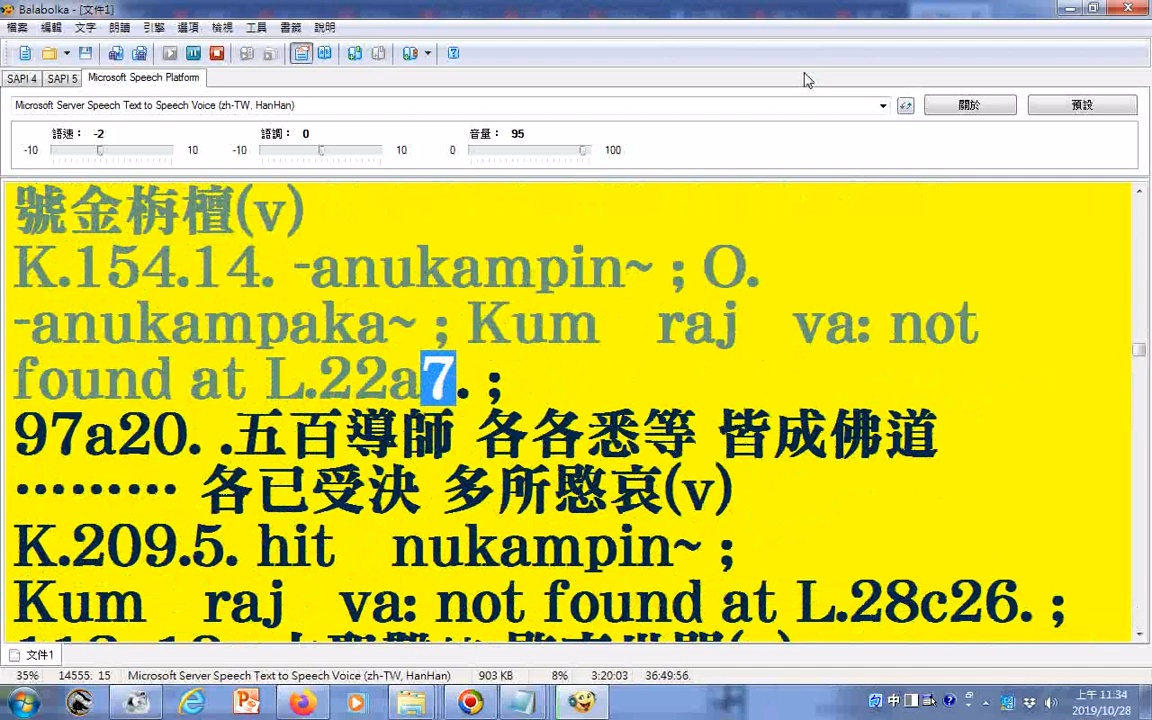 Balabolka - [文件1]
檔案 編輯 文字 朗讀 引擎 選項 檢視 工具 書籤 說明
SAPI 4 SAPI 5 Microsoft Speech Platform
Microsoft Server Speech Text to Speech Voice (zh-TW, HanHan) 關於 預設
語速： -2 語調： 0 音量： 95
-10 10 -10 10 0 100
號金栴檀(v)
K.154.14. -anukampin~ ; O.
-anukampaka~ ; Kum raj va: not
found at L.22a7. ;
97a20. .五百導師 各各悉等 皆成佛道
⋯⋯⋯ 各已受決 多所愍哀(v)
K.209.5. hit nukampin~ ;
Kum raj va: not found at L.28c26. ;
文件1
35% 14555. 15 Microsoft Server Speech Text to Speech Voice (zh-TW, HanHan) 903 KB 8% 3:20:03 36:49:56.
中 上午 11:34
2019/10/28